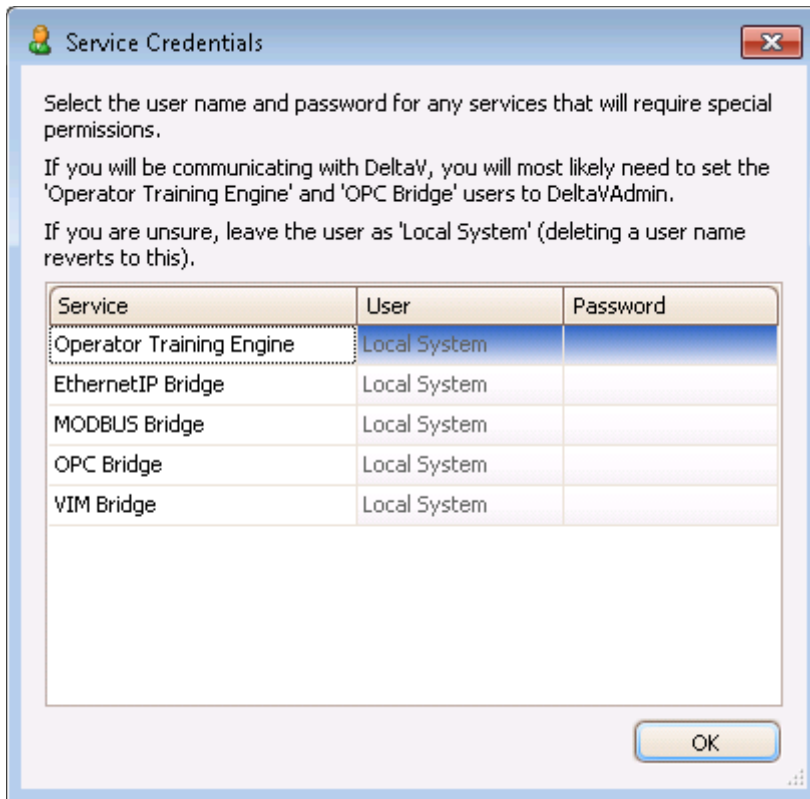 Service Credentials
Select the user name and password for any services that will require special
permissions.
If you will be communicating with DeltaV, you will most likely need to set the
'Operator Training Engine' and 'OPC Bridge' users to DeltaVAdmin.
If you are unsure, leave the user as 'Local System' (deleting a user name
reverts to this).
Service User Password
Operator Training Engine Local System
EthernetIP Bridge Local System
MODBUS Bridge Local System
OPC Bridge Local System
VIM Bridge Local System
OK